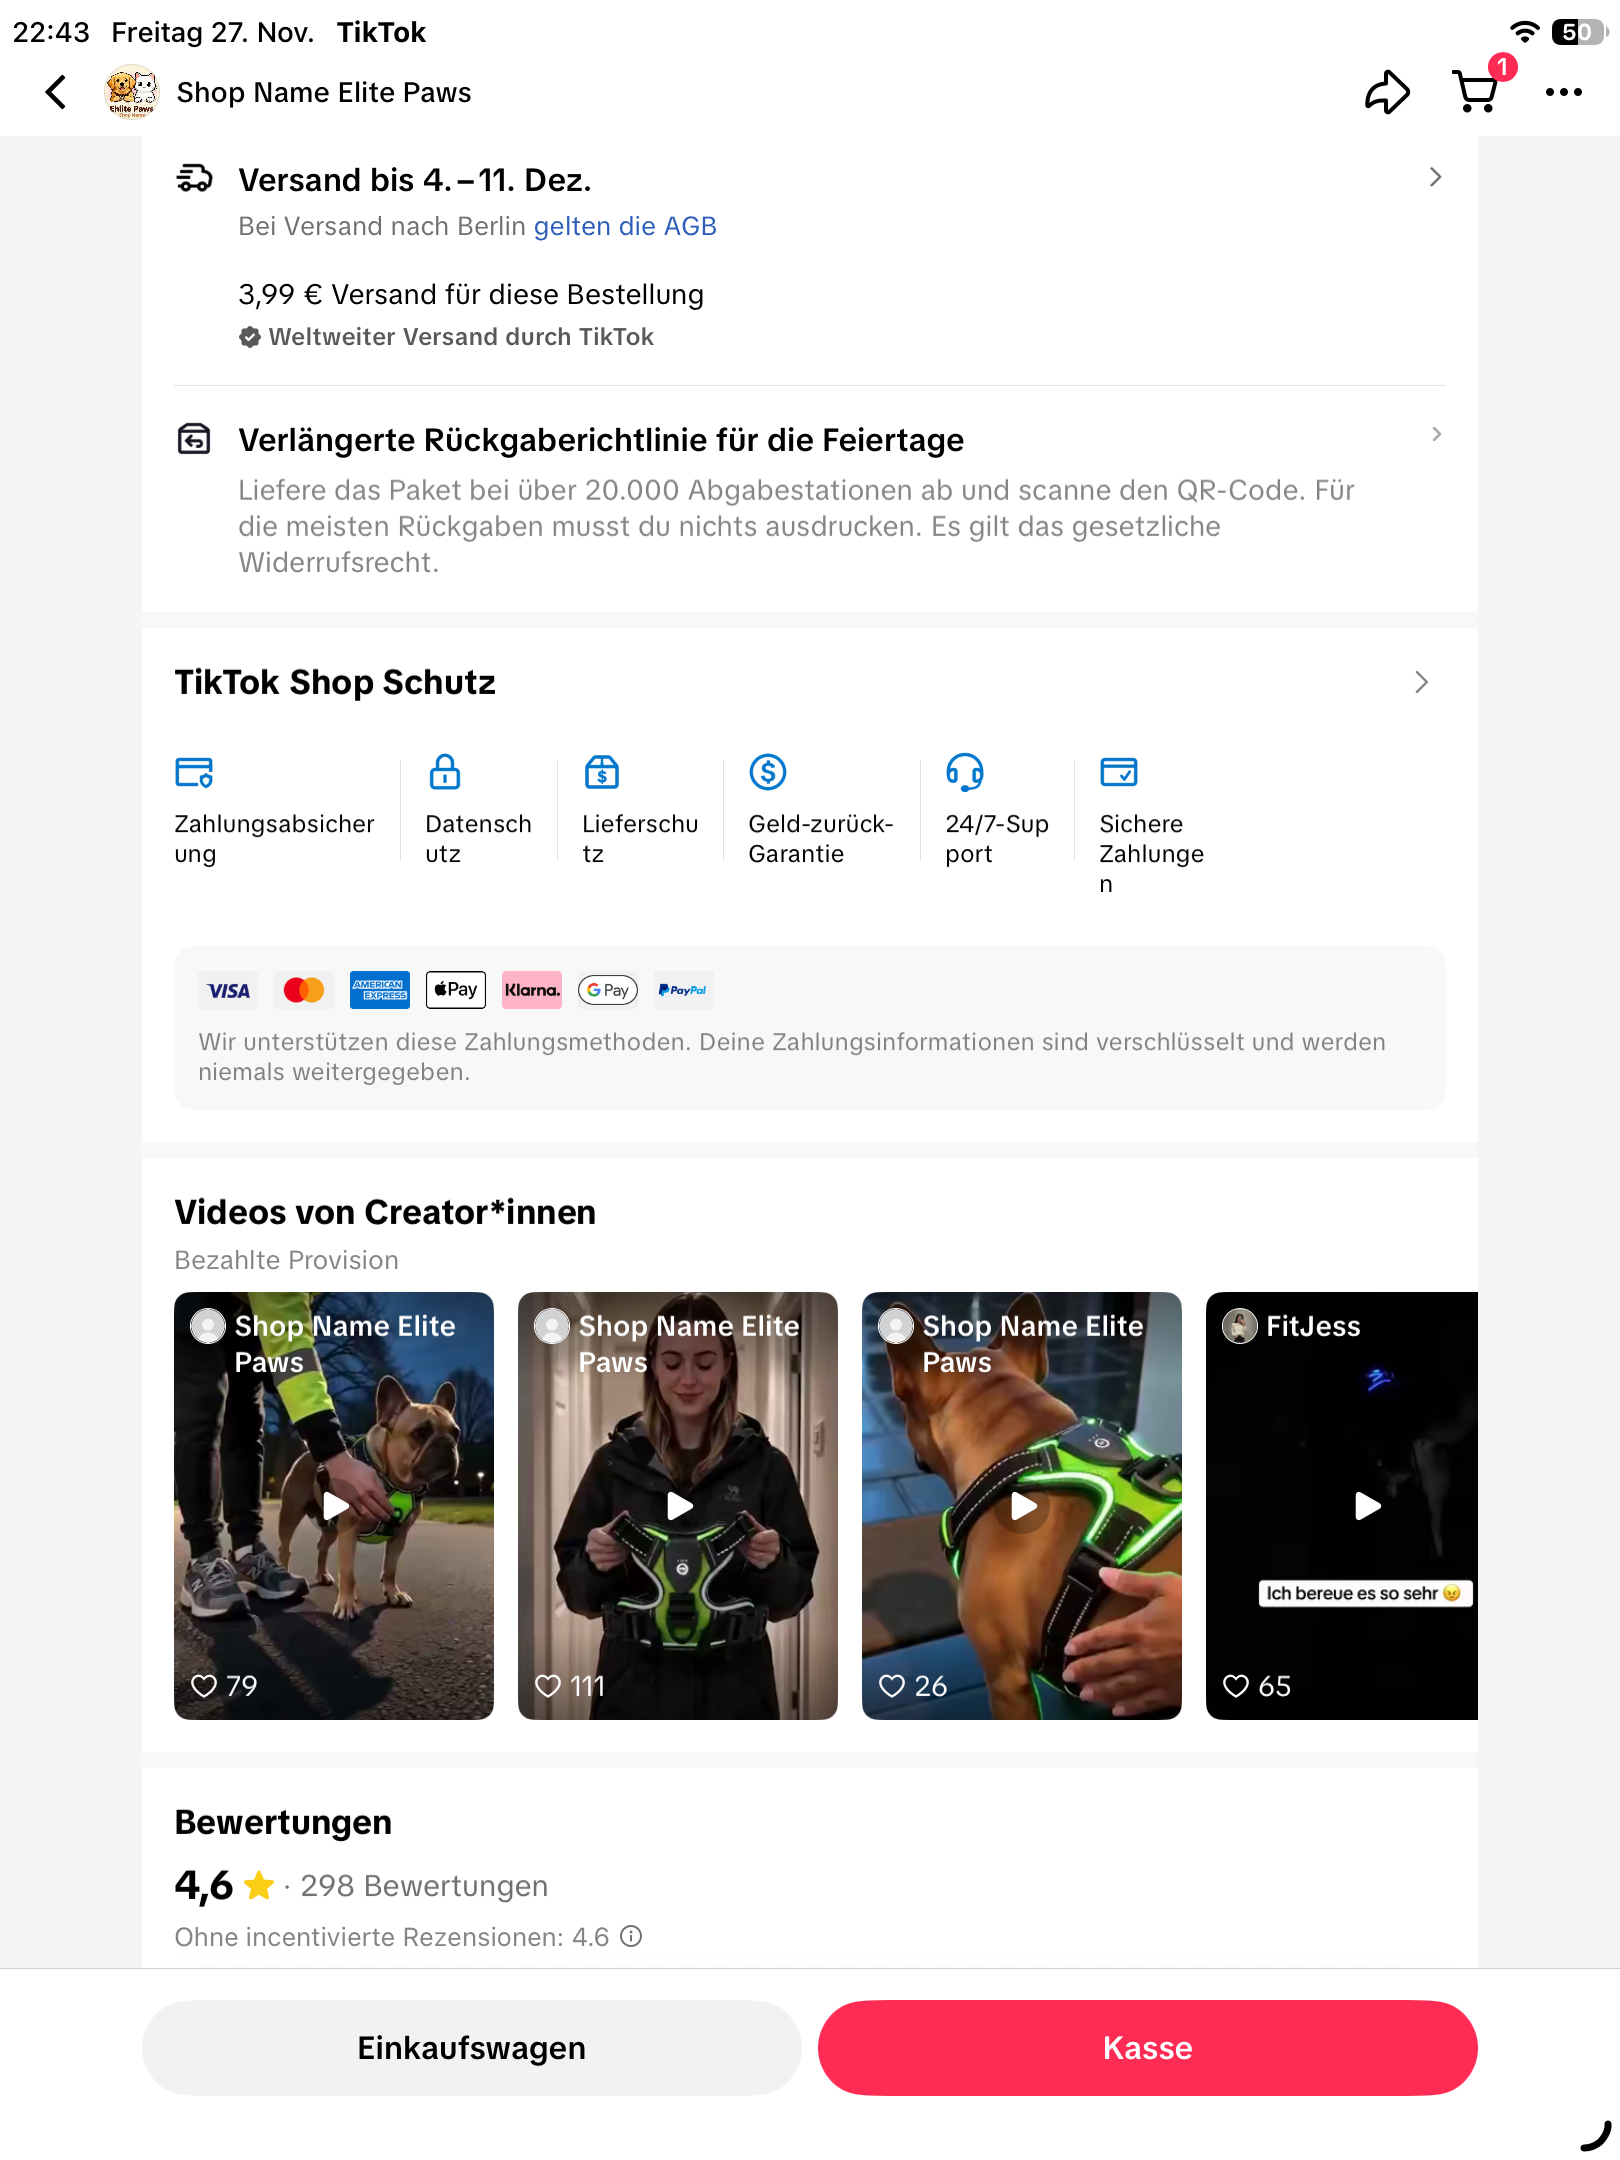 22:43 Freitag 27. Nov. TikTok
50
Shop Name Elite Paws
1
Versand bis 4. – 11. Dez.
Bei Versand nach Berlin gelten die AGB
3,99 € Versand für diese Bestellung
Weltweiter Versand durch TikTok
Verlängerte Rückgaberichtlinie für die Feiertage
Liefere das Paket bei über 20.000 Abgabestationen ab und scanne den QR-Code. Für
die meisten Rückgaben musst du nichts ausdrucken. Es gilt das gesetzliche
Widerrufsrecht.
TikTok Shop Schutz
Zahlungsabsicher
ung
Datensch
utz
Lieferschu
tz
Geld-zurück-
Garantie
24/7-Sup
port
Sichere
Zahlunge
n
VISA
AMERICAN
EXPRESS
Pay
Klarna.
G Pay
PayPal
Wir unterstützen diese Zahlungsmethoden. Deine Zahlungsinformationen sind verschlüsselt und werden
niemals weitergegeben.
Videos von Creator*innen
Bezahlte Provision
Shop Name Elite
Paws
79
Shop Name Elite
Paws
111
Shop Name Elite
Paws
26
FitJess
Ich bereue es so sehr 😠
65
Bewertungen
4,6 · 298 Bewertungen
Ohne incentivierte Rezensionen: 4.6
Einkaufswagen
Kasse